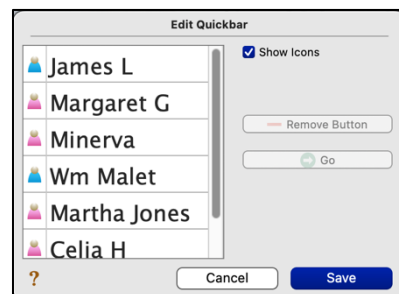 Edit Quickbar
James L
Margaret G
Minerva
Wm Malet
Martha Jones
Celia H
Show Icons
Remove Button
Go
?
Cancel
Save